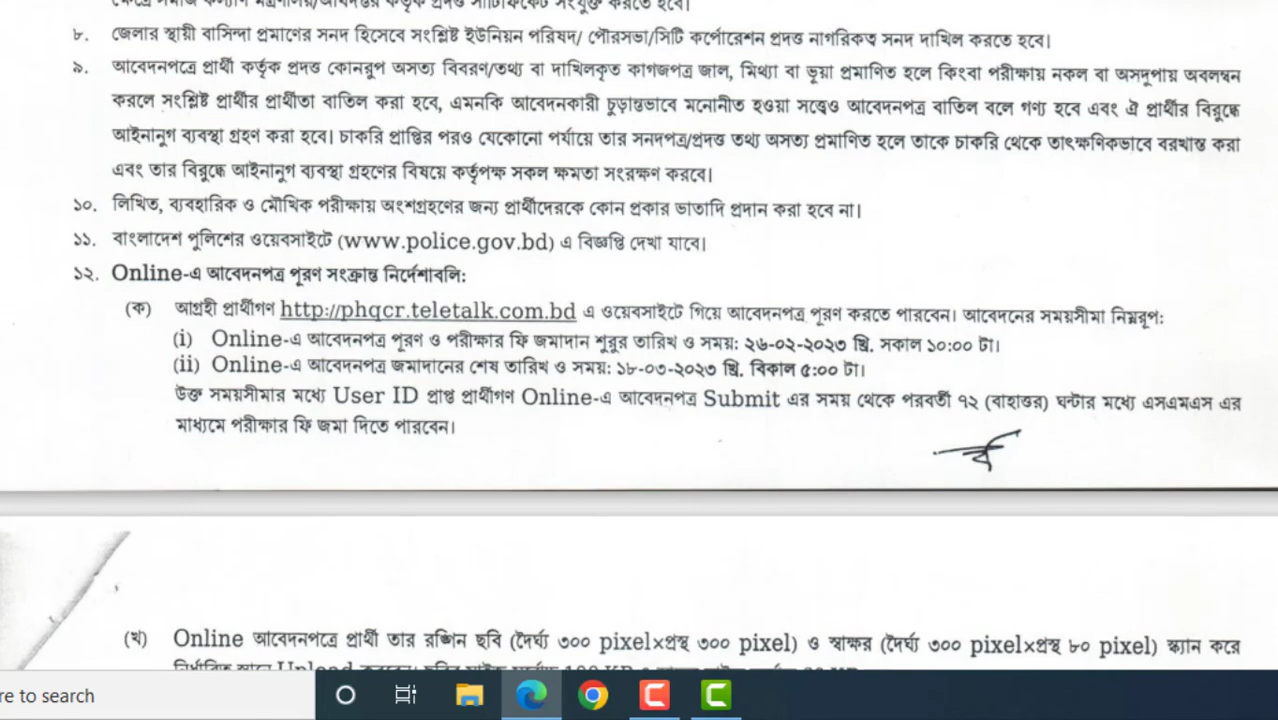 ৮. জেলার স্থায়ী বাসিন্দা প্রমাণের সনদ হিসেবে সংশ্লিষ্ট ইউনিয়ন পরিষদ/ পৌরসভা/সিটি কর্পোরেশন প্রদত্ত নাগরিকত্ব সনদ দাখিল করতে হবে।
৯. আবেদনপত্রে প্রার্থী কর্তৃক প্রদত্ত কোনরুপ অসত্য বিবরণ/তথ্য বা দাখিলকৃত কাগজপত্র জাল, মিথ্যা বা ভুয়া প্রমাণিত হলে কিংবা পরীক্ষায় নকল বা অসদুপায় অবলম্বন
করলে সংশ্লিষ্ট প্রার্থীর প্রার্থীতা বাতিল করা হবে, এমনকি আবেদনকারী চুড়ান্তভাবে মনোনীত হওয়া সত্ত্বেও আবেদনপত্র বাতিল বলে গণ্য হবে এবং ঐ প্রার্থীর বিরুদ্ধে
আইনানুগ ব্যবস্থা গ্রহণ করা হবে। চাকরি প্রাপ্তির পরও যেকোনো পর্যায়ে তার সনদপত্র/প্রদত্ত তথ্য অসত্য প্রমাণিত হলে তাকে চাকরি থেকে তাৎক্ষণিকভাবে বরখাস্ত করা
এবং তার বিরুদ্ধে আইনানুগ ব্যবস্থা গ্রহণের বিষয়ে কর্তৃপক্ষ সকল ক্ষমতা সংরক্ষণ করবে।
১০. লিখিত, ব্যবহারিক ও মৌখিক পরীক্ষায় অংশগ্রহণের জন্য প্রার্থীদেরকে কোন প্রকার ভাতাদি প্রদান করা হবে না।
১১. বাংলাদেশ পুলিশের ওয়েবসাইটে (www.police.gov.bd) এ বিজ্ঞপ্তি দেখা যাবে।
১২. Online-এ আবেদনপত্র পূরণ সংক্রান্ত নির্দেশাবলি:
(ক) আগ্রহী প্রার্থীগণ http://phqcr.teletalk.com.bd এ ওয়েবসাইটে গিয়ে আবেদনপত্র পূরণ করতে পারবেন। আবেদনের সময়সীমা নিম্নরূপ:
(i) Online-এ আবেদনপত্র পূরণ ও পরীক্ষার ফি জমাদান শুরুর তারিখ ও সময়: ২৬-০২-২০২৩ খ্রি. সকাল ১০:০০ টা।
(ii) Online-এ আবেদনপত্র জমাদানের শেষ তারিখ ও সময়: ১৮-০৩-২০২৩ খ্রি. বিকাল ৫:০০ টা।
উক্ত সময়সীমার মধ্যে User ID প্রাপ্ত প্রার্থীগণ Online-এ আবেদনপত্র Submit এর সময় থেকে পরবর্তী ৭২ (বাহাত্তর) ঘন্টার মধ্যে এসএমএস এর
মাধ্যমে পরীক্ষার ফি জমা দিতে পারবেন।
(খ) Online আবেদনপত্রে প্রার্থী তার রঙ্গিন ছবি (দৈর্ঘ্য ৩০০ pixel×প্রস্থ ৩০০ pixel) ও স্বাক্ষর (দৈর্ঘ্য ৩০০ pixel×প্রস্থ ৮০ pixel) স্ক্যান করে
re to search